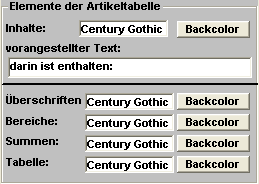 Elemente der Artikeltabelle
Inhalte: Century Gothic Backcolor
vorangestellter Text:
darin ist enthalten:
Überschriften Century Gothic Backcolor
Bereiche: Century Gothic Backcolor
Summen: Century Gothic Backcolor
Tabelle: Century Gothic Backcolor